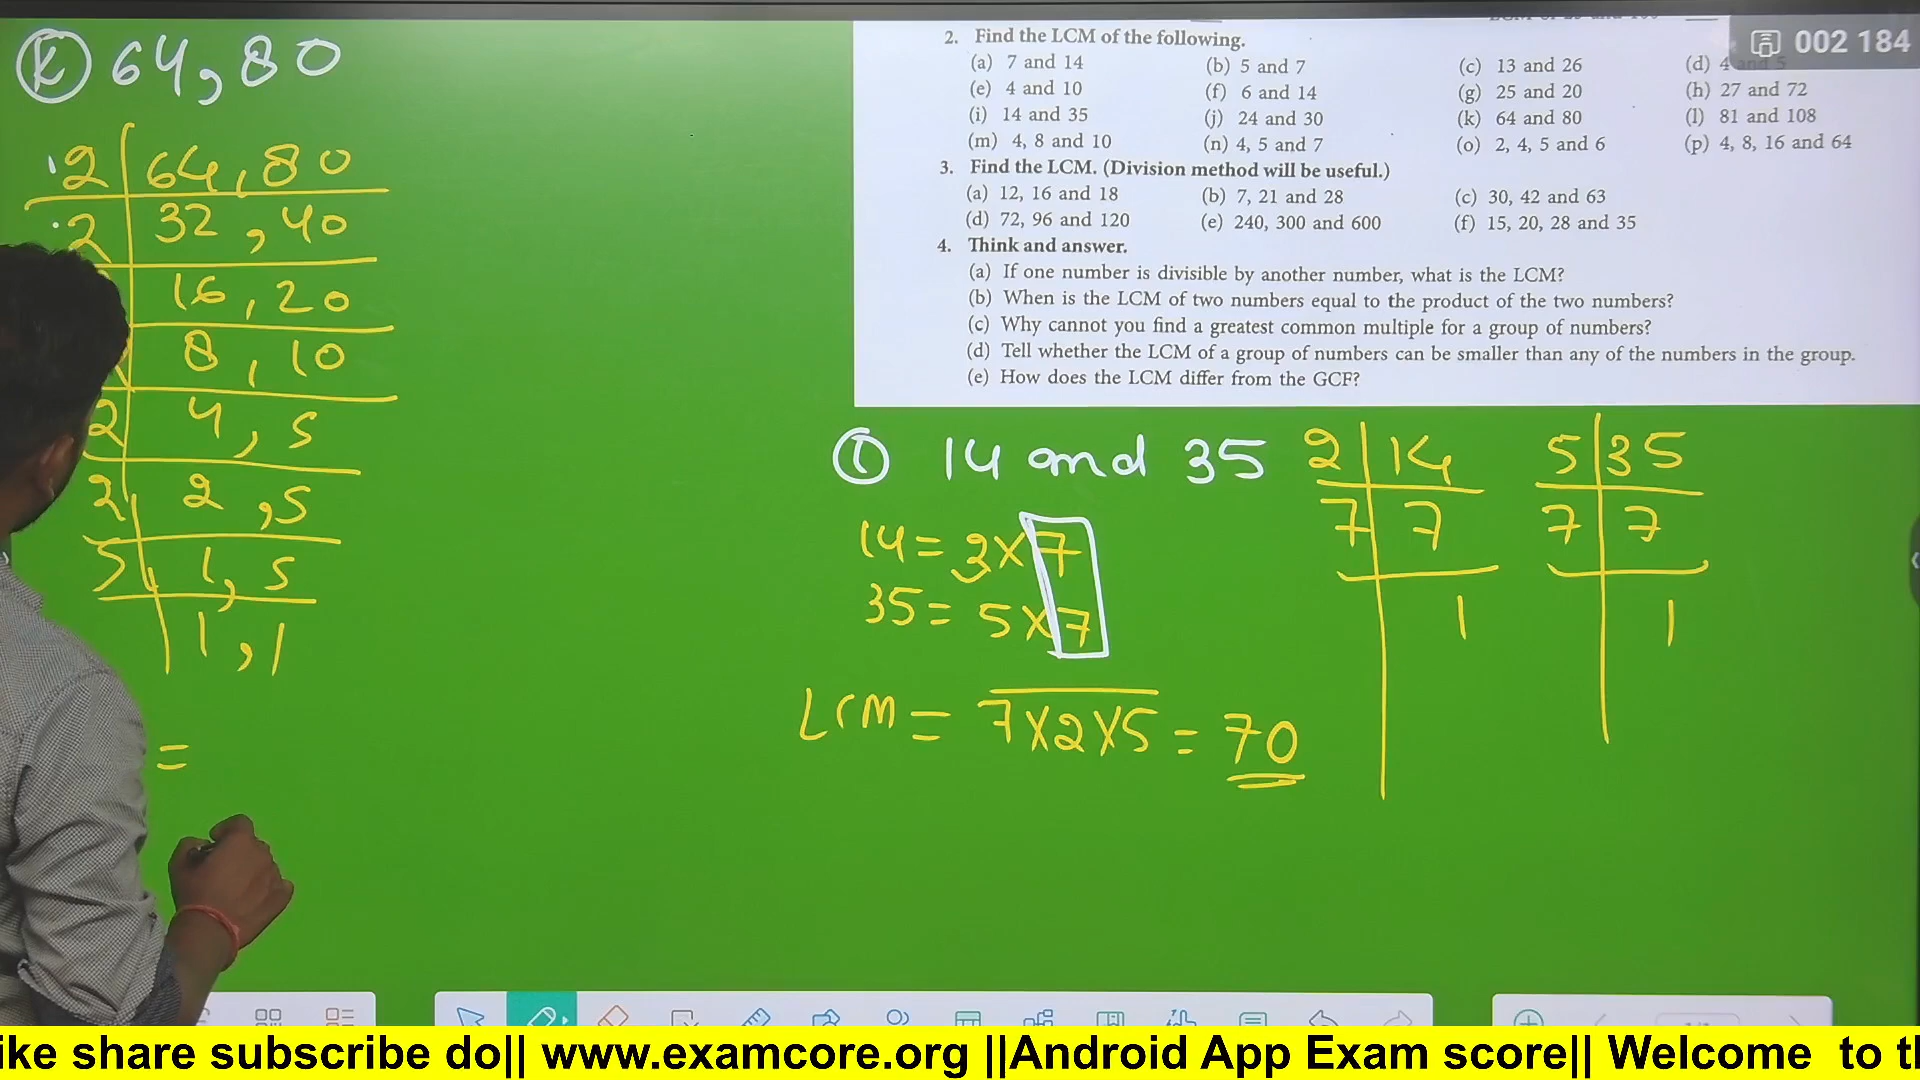 (K) 64, 80
2 | 64, 80
2 | 32, 40
16, 20
8, 10
2 | 4, 5
2 | 2, 5
5 | 1, 5
1, 1
=
002 184
2. Find the LCM of the following.
(a) 7 and 14 (b) 5 and 7 (c) 13 and 26 (d) 4 and 5
(e) 4 and 10 (f) 6 and 14 (g) 25 and 20 (h) 27 and 72
(i) 14 and 35 (j) 24 and 30 (k) 64 and 80 (l) 81 and 108
(m) 4, 8 and 10 (n) 4, 5 and 7 (o) 2, 4, 5 and 6 (p) 4, 8, 16 and 64
3. Find the LCM. (Division method will be useful.)
(a) 12, 16 and 18 (b) 7, 21 and 28 (c) 30, 42 and 63
(d) 72, 96 and 120 (e) 240, 300 and 600 (f) 15, 20, 28 and 35
4. Think and answer.
(a) If one number is divisible by another number, what is the LCM?
(b) When is the LCM of two numbers equal to the product of the two numbers?
(c) Why cannot you find a greatest common multiple for a group of numbers?
(d) Tell whether the LCM of a group of numbers can be smaller than any of the numbers in the group.
(e) How does the LCM differ from the GCF?
(i) 14 and 35
14 = 2×7
35 = 5×7
LCM = 7×2×5 = 70
2 | 14
7 | 7
1
5 | 35
7 | 7
1
ike share subscribe do|| www.examcore.org ||Android App Exam score|| Welcome to th